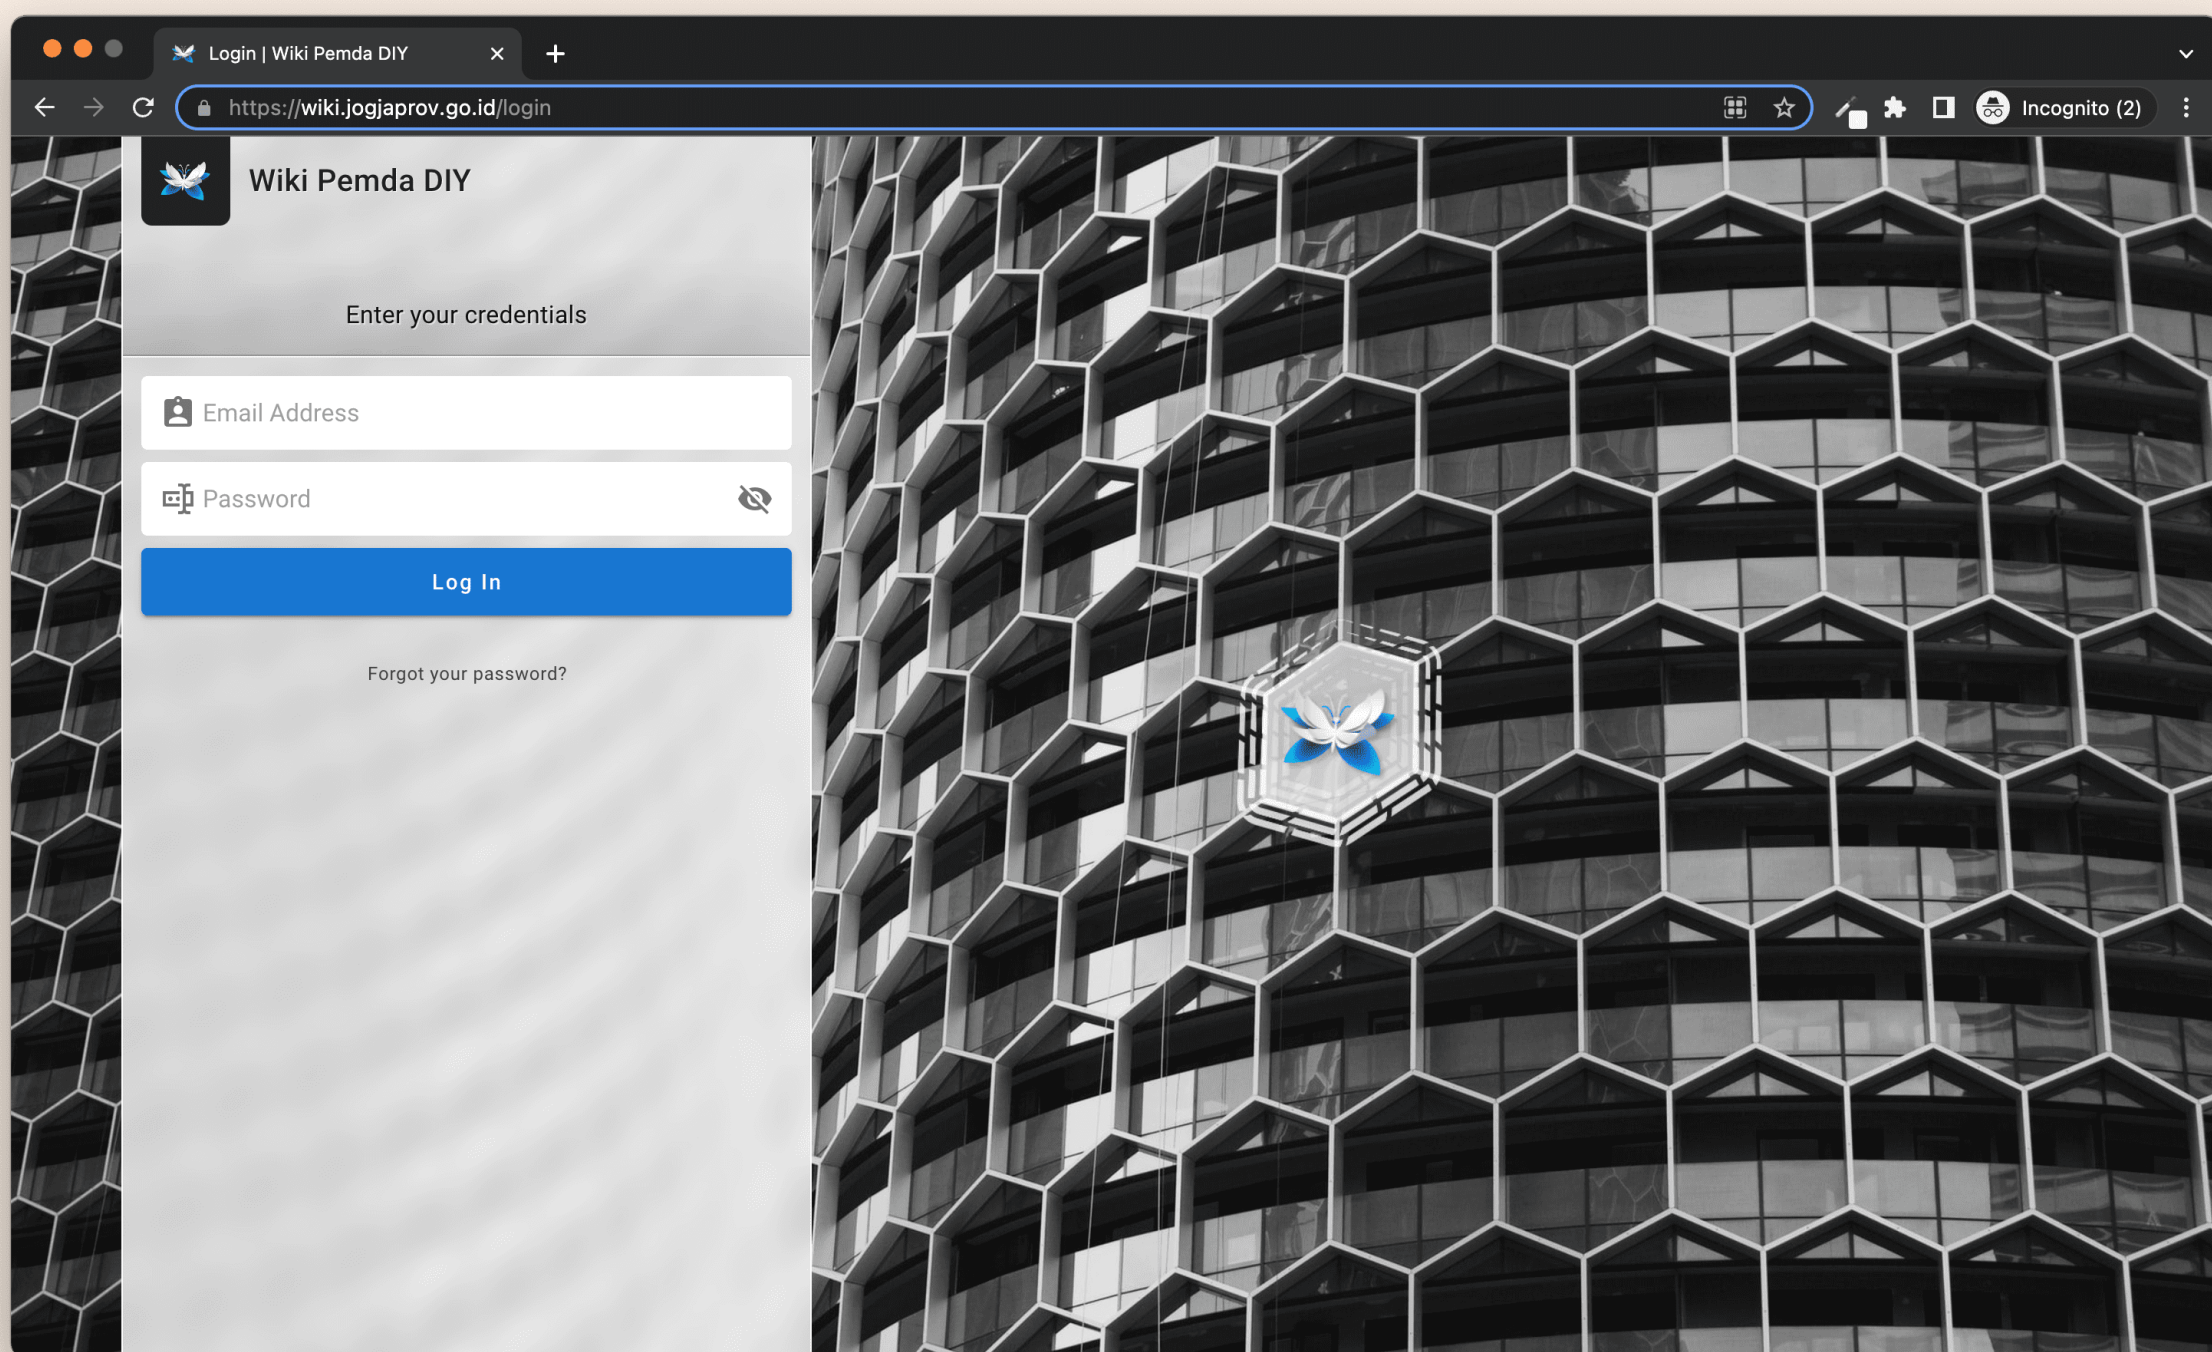 Login | Wiki Pemda DIY
https://wiki.jogjaprov.go.id/login
Incognito (2)
Wiki Pemda DIY
Enter your credentials
Email Address
Password
Log In
Forgot your password?